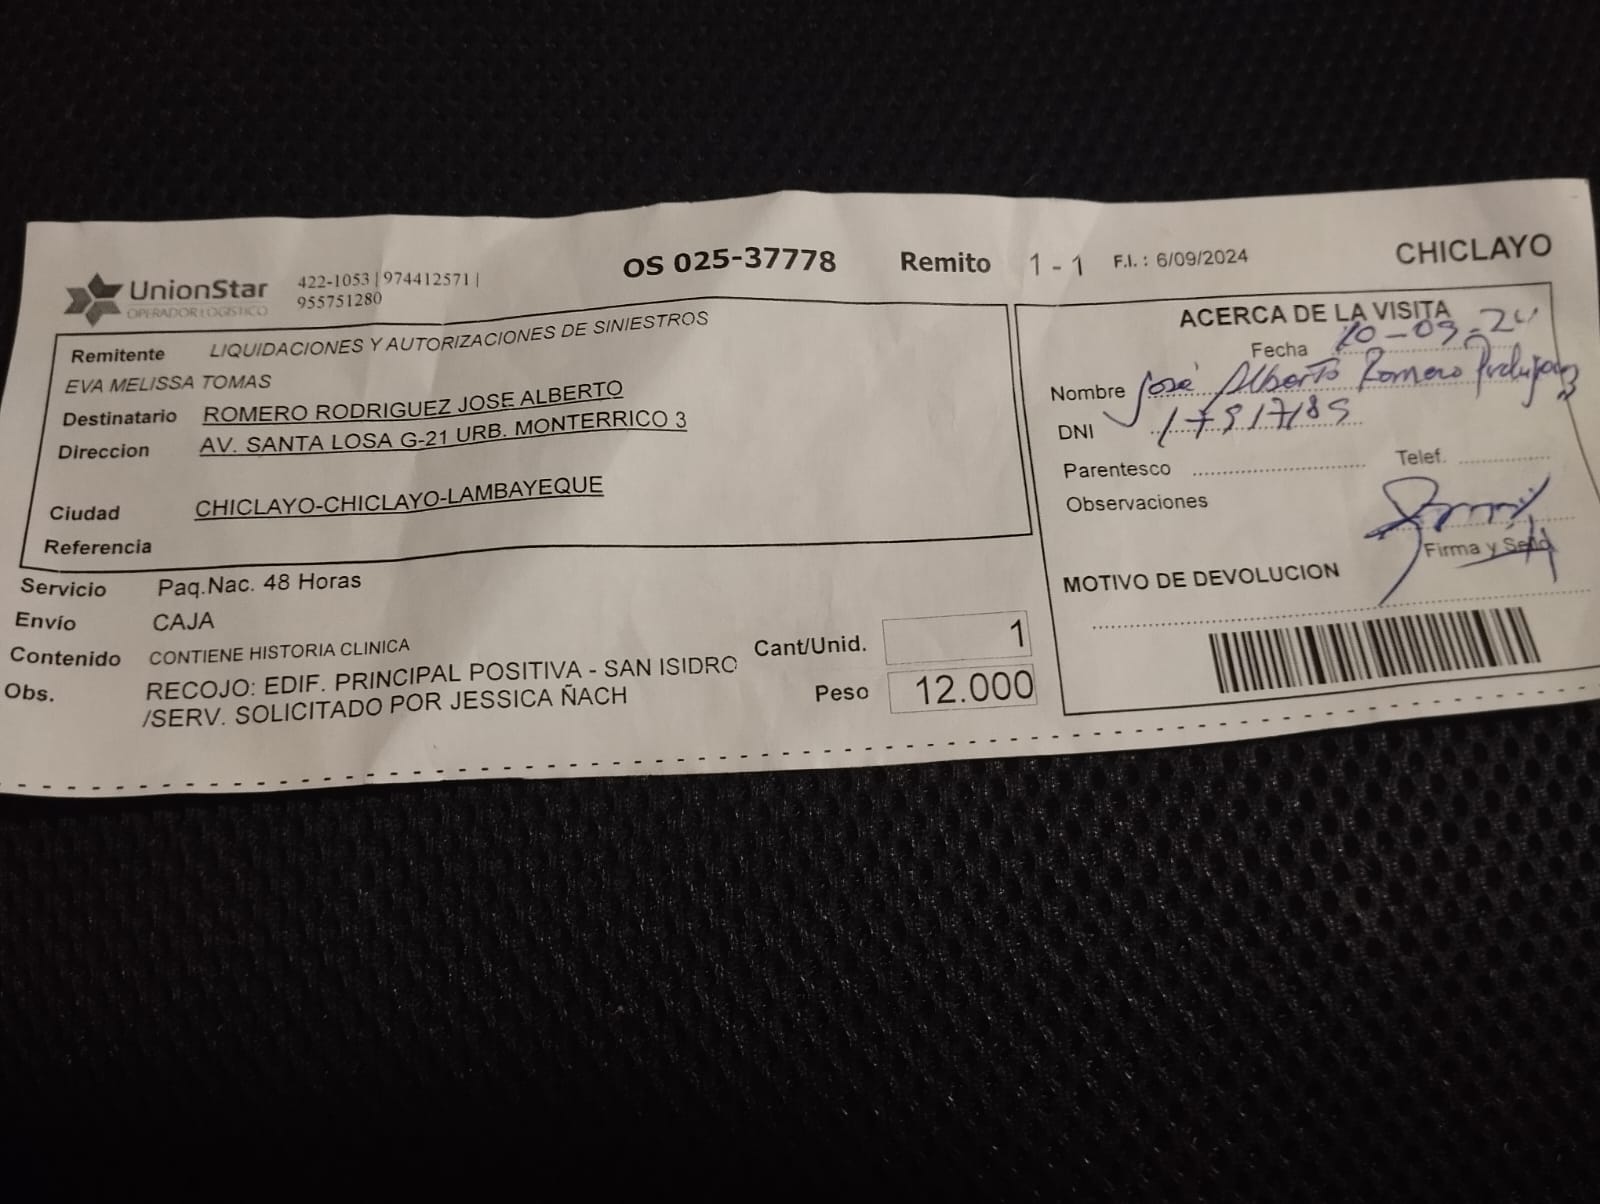 UnionStar
OPERADOR LOGISTICO
422-1053 | 974412571 |
955751280
OS 025-37778 Remito 1 - 1 F.I. : 6/09/2024 CHICLAYO
Remitente LIQUIDACIONES Y AUTORIZACIONES DE SINIESTROS
EVA MELISSA TOMAS
Destinatario ROMERO RODRIGUEZ JOSE ALBERTO
Direccion AV. SANTA LOSA G-21 URB. MONTERRICO 3
Ciudad CHICLAYO-CHICLAYO-LAMBAYEQUE
Referencia
Servicio Paq.Nac. 48 Horas
Envío CAJA
Contenido CONTIENE HISTORIA CLINICA
Obs. RECOJO: EDIF. PRINCIPAL POSITIVA - SAN ISIDRO
/SERV. SOLICITADO POR JESSICA ÑACH
Cant/Unid. 1
Peso 12.000
ACERCA DE LA VISITA
Fecha 10-09-24
Nombre José Alberto Romero
DNI
Parentesco Telef.
Observaciones
Firma y Sello
MOTIVO DE DEVOLUCION